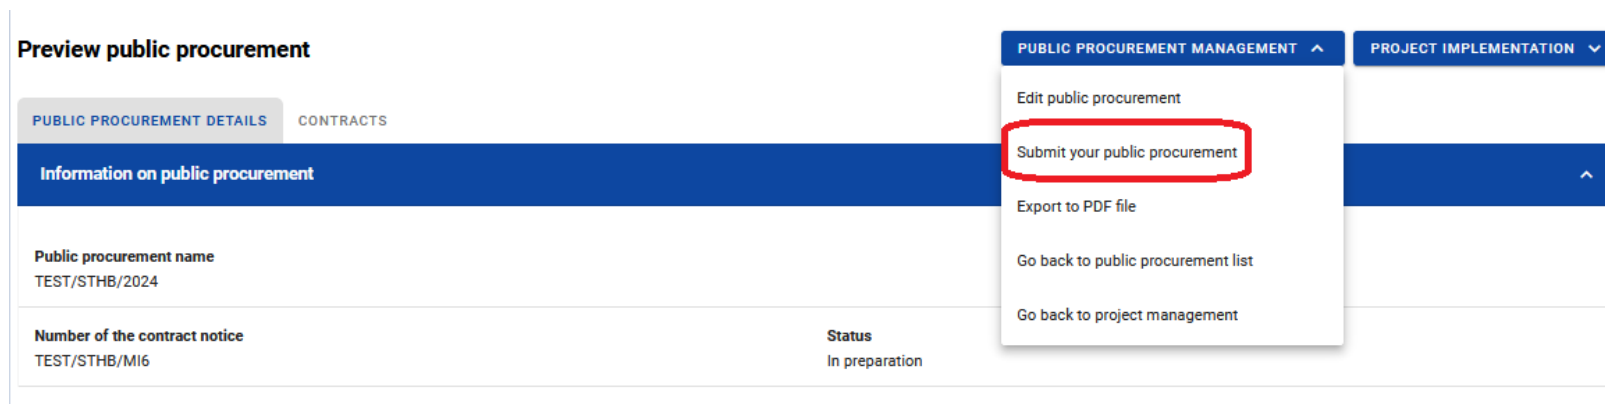 Preview public procurement
PUBLIC PROCUREMENT MANAGEMENT
PROJECT IMPLEMENTATION
Edit public procurement
Submit your public procurement
Export to PDF file
Go back to public procurement list
Go back to project management
PUBLIC PROCUREMENT DETAILS
CONTRACTS
Information on public procurement
Public procurement name
TEST/STHB/2024
Number of the contract notice
TEST/STHB/MI6
Status
In preparation